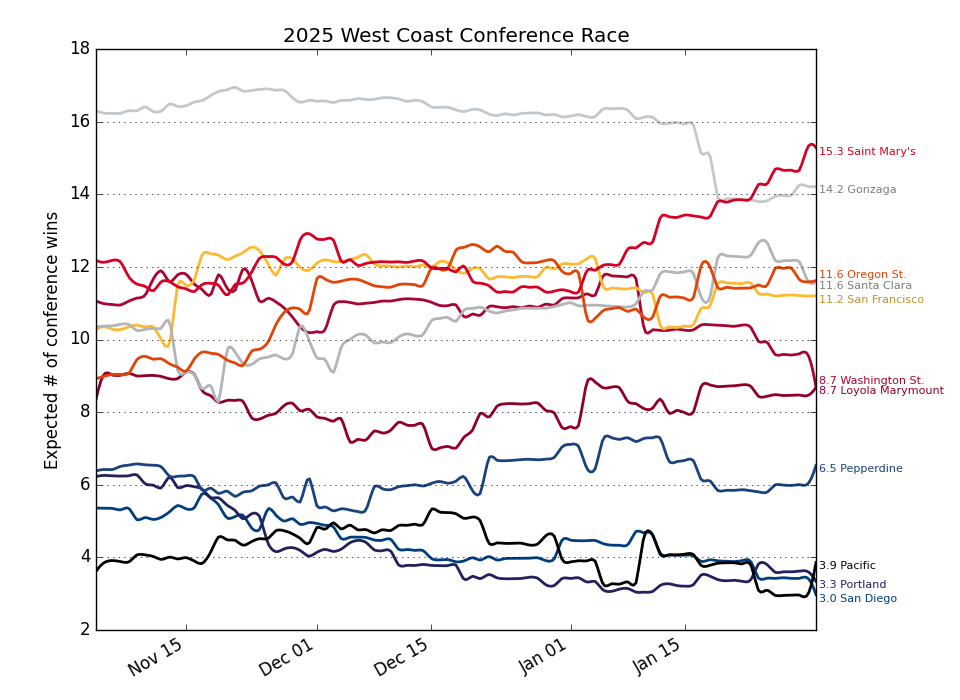 2025 West Coast Conference Race
Expected # of conference wins
18
16
14
12
10
8
6
4
2
Nov 15
Dec 01
Dec 15
Jan 01
Jan 15
15.3 Saint Mary's
14.2 Gonzaga
11.6 Oregon St.
11.6 Santa Clara
11.2 San Francisco
8.7 Washington St.
8.7 Loyola Marymount
6.5 Pepperdine
3.9 Pacific
3.3 Portland
3.0 San Diego